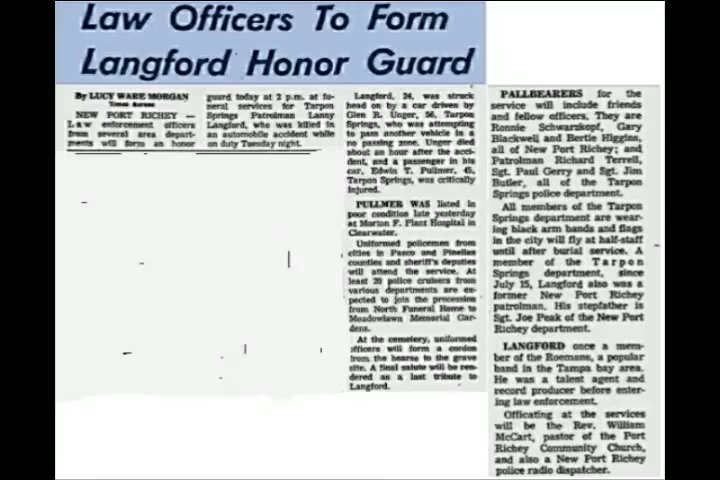 Law Officers To Form
Langford Honor Guard
By LUCY WARE MORGAN
Times Bureau
NEW PORT RICHEY —
Law enforcement officers
from several area depart-
ments will form an honor
guard today at 2 p.m. at fu-
neral services for Tarpon
Springs Patrolman Lanny
Langford, who was killed in
an automobile accident while
on duty Tuesday night.
Langford, 24, was struck
head on by a car driven by
Glen R. Unger, 56, Tarpon
Springs, who was attempting
to pass another vehicle in a
no passing zone. Unger died
about an hour after the acci-
dent, and a passenger in his
car, Edwin T. Pullmer, 45,
Tarpon Springs, was critically
injured.
PULLMER WAS listed in
poor condition late yesterday
at Morton F. Plant Hospital in
Clearwater.
Uniformed policemen from
cities in Pasco and Pinellas
counties and sheriff's deputies
will attend the service. At
least 20 police cruisers from
various departments are ex-
pected to join the procession
from North Funeral Home to
Meadowlawn Memorial Gar-
dens.
At the cemetery, uniformed
officers will form a cordon
from the hearse to the grave
site. A final salute will be ren-
dered as a last tribute to
Langford.
PALLBEARERS for the
service will include friends
and fellow officers. They are
Ronnie Schwarzkopf, Gary
Blackwell and Bertie Higgins,
all of New Port Richey; and
Patrolman Richard Terrell,
Sgt. Paul Gerry and Sgt. Jim
Butler, all of the Tarpon
Springs police department.
All members of the Tarpon
Springs department are wear-
ing black arm bands and flags
in the city will fly at half-staff
until after burial service. A
member of the Tarpon
Springs department, since
July 15, Langford also was a
former New Port Richey
patrolman. His stepfather is
Sgt. Joe Peak of the New Port
Richey department.
LANGFORD once a mem-
ber of the Roemans, a popular
band in the Tampa bay area.
He was a talent agent and
record producer before enter-
ing law enforcement.
Officating at the services
will be the Rev. William
McCart, pastor of the Port
Richey Community Church,
and also a New Port Richey
police radio dispatcher.